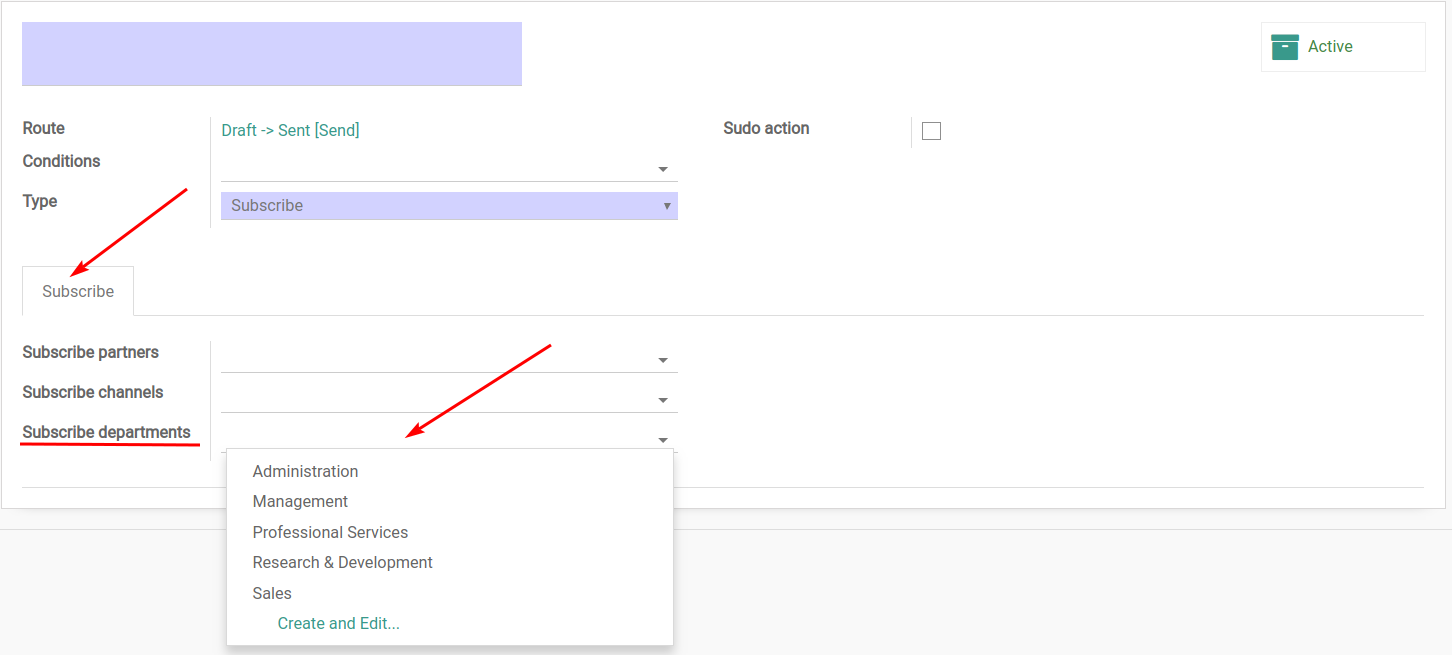 Active
Route
Draft -> Sent [Send]
Sudo action
Conditions
Type
Subscribe
Subscribe
Subscribe partners
Subscribe channels
Subscribe departments
Administration
Management
Professional Services
Research & Development
Sales
Create and Edit...